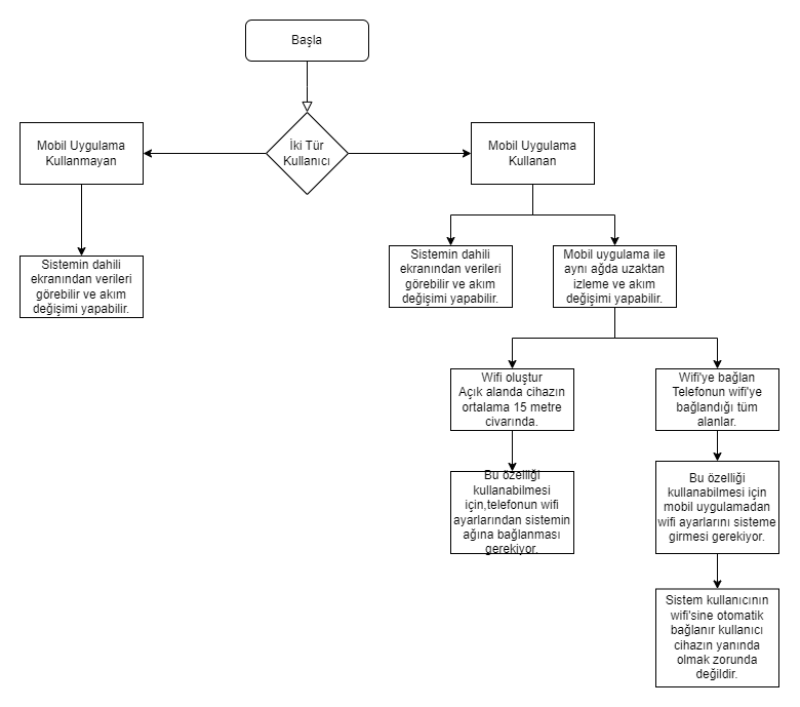 Başla
İki Tür
Kullanıcı
Mobil Uygulama
Kullanmayan
Mobil Uygulama
Kullanan
Sistemin dahili
ekranından verileri
görebilir ve akım
değişimi yapabilir.
Sistemin dahili
ekranından verileri
görebilir ve akım
değişimi yapabilir.
Mobil uygulama ile
aynı ağda uzaktan
izleme ve akım
değişimi yapabilir.
Wifi oluştur
Açık alanda cihazın
ortalama 15 metre
civarında.
Wifi'ye bağlan
Telefonun wifi'ye
bağlandığı tüm
alanlar.
Bu özelliği
kullanabilmesi
için,telefonun wifi
ayarlarından sistemin
ağına bağlanması
gerekiyor.
Bu özelliği
kullanabilmesi için
mobil uygulamadan
wifi ayarlarını sisteme
girmesi gerekiyor.
Sistem kullanıcının
wifi'sine otomatik
bağlanır kullanıcı
cihazın yanında
olmak zorunda
değildir.